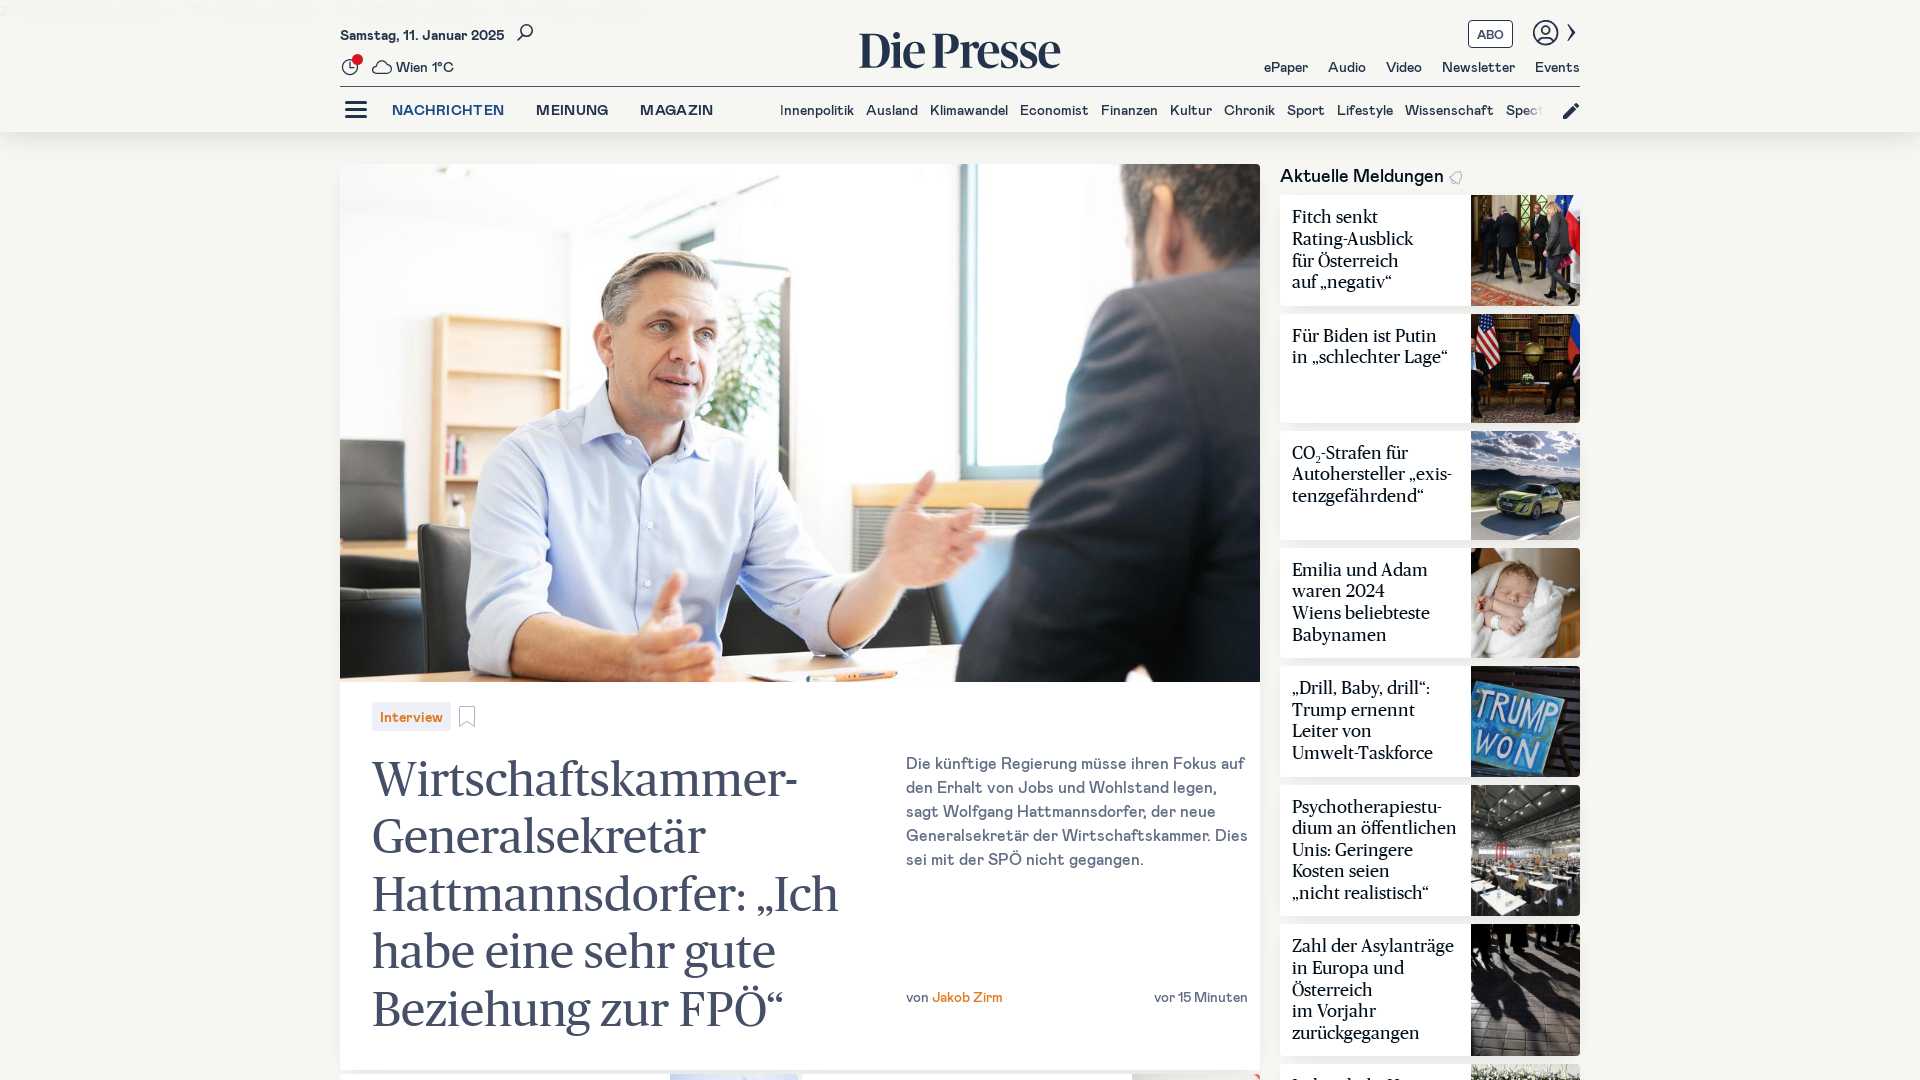 Samstag, 11. Januar 2025
Wien 1°C
Die Presse
ABO
ePaper Audio Video Newsletter Events
NACHRICHTEN MEINUNG MAGAZIN
Innenpolitik Ausland Klimawandel Economist Finanzen Kultur Chronik Sport Lifestyle Wissenschaft
Interview
Wirtschaftskammer-
Generalsekretär
Hattmannsdorfer: „Ich
habe eine sehr gute
Beziehung zur FPÖ“
Die künftige Regierung müsse ihren Fokus auf
den Erhalt von Jobs und Wohlstand legen,
sagt Wolfgang Hattmannsdorfer, der neue
Generalsekretär der Wirtschaftskammer. Dies
sei mit der SPÖ nicht gegangen.
von Jakob Zirm
vor 15 Minuten
Aktuelle Meldungen
Fitch senkt
Rating-Ausblick
für Österreich
auf „negativ“
Für Biden ist Putin
in „schlechter Lage“
CO₂-Strafen für
Autohersteller „exis-
tenzgefährdend“
Emilia und Adam
waren 2024
Wiens beliebteste
Babynamen
„Drill, Baby, drill“:
Trump ernennt
Leiter von
Umwelt-Taskforce
TRUMP
WON
Psychotherapiestu-
dium an öffentlichen
Unis: Geringere
Kosten seien
„nicht realistisch“
Zahl der Asylanträge
in Europa und
Österreich
im Vorjahr
zurückgegangen